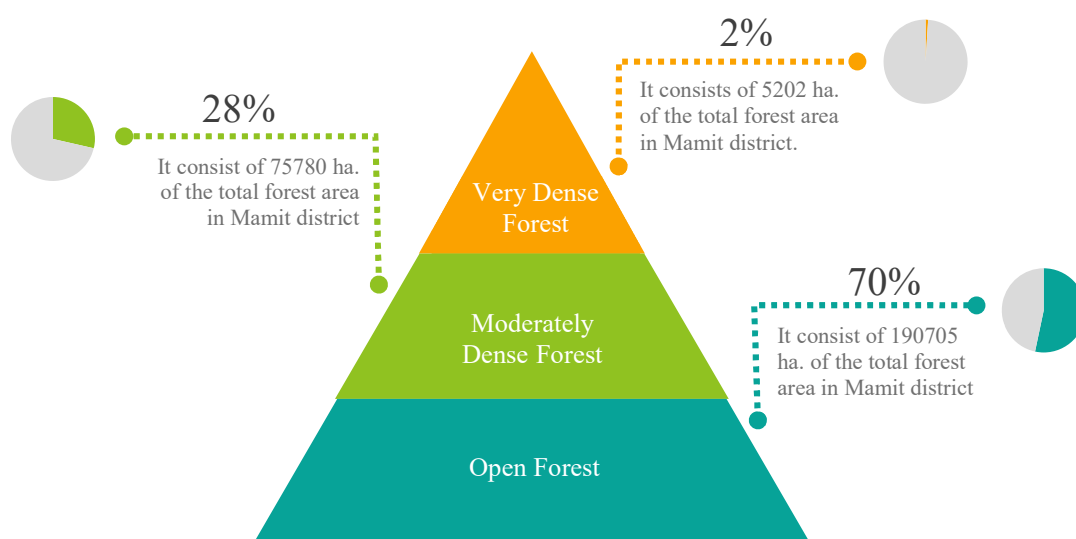 2%
It consists of 5202 ha.
of the total forest area
in Mamit district.
28%
It consist of 75780 ha.
of the total forest area
in Mamit district
Very Dense
Forest
70%
It consist of 190705
ha. of the total forest
area in Mamit district
Moderately
Dense Forest
Open Forest